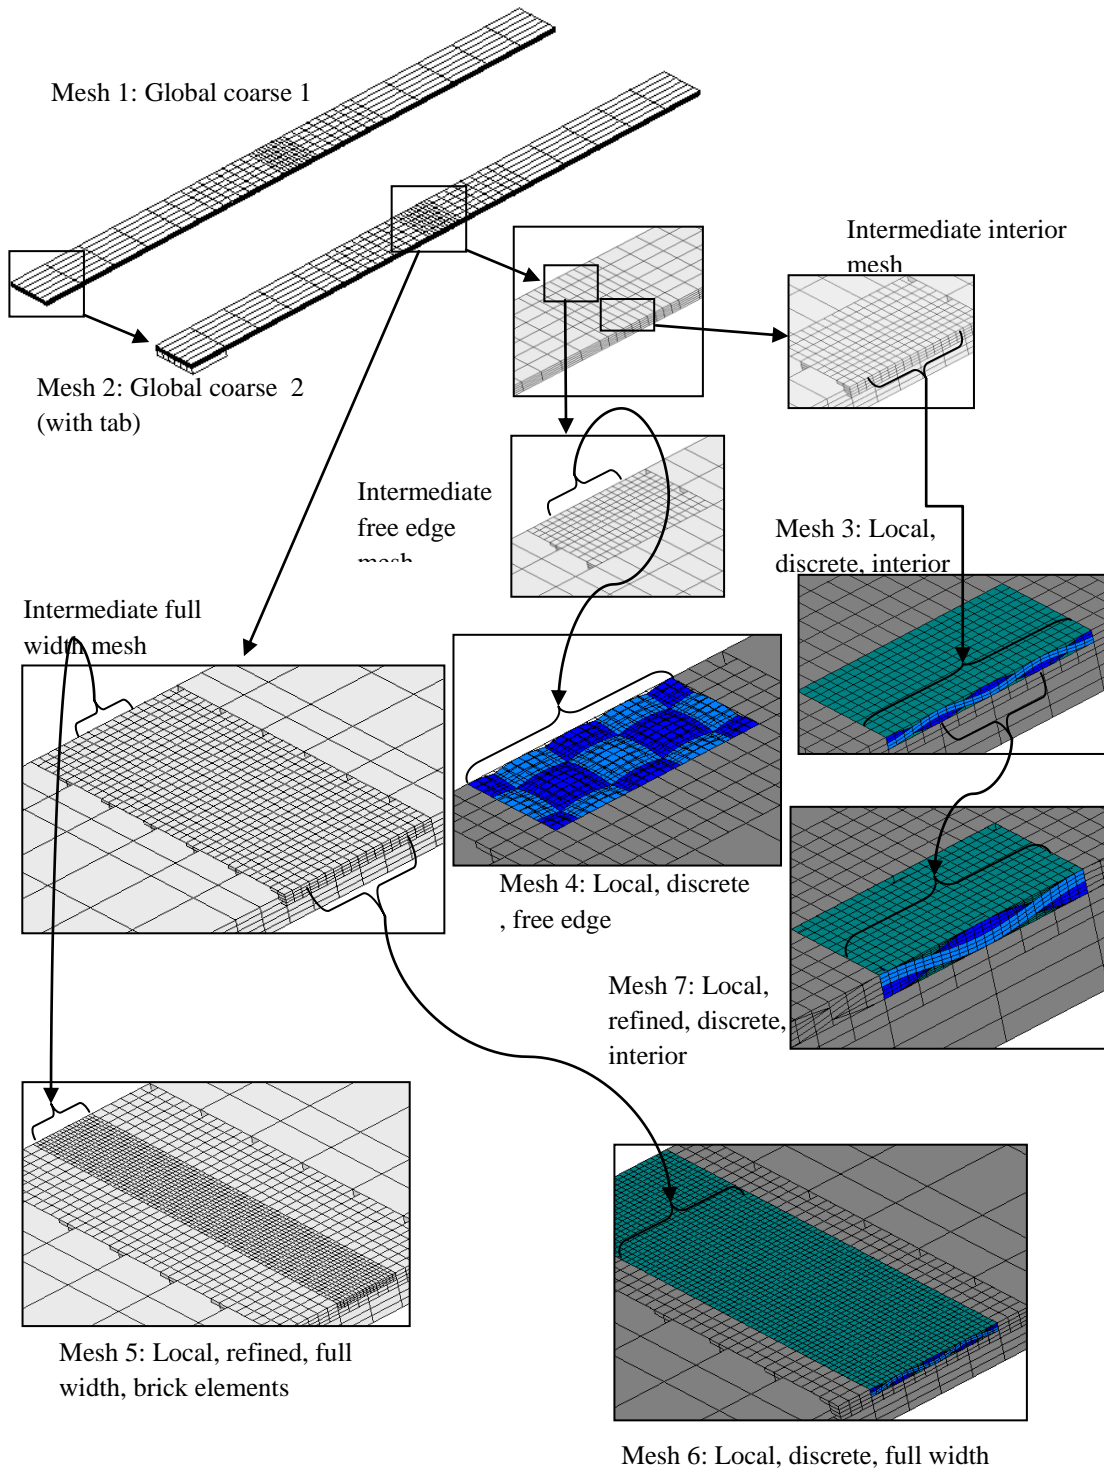 Mesh 1: Global coarse 1
Intermediate interior
mesh
Mesh 2: Global coarse 2
(with tab)
Intermediate
free edge
mesh
Mesh 3: Local,
discrete, interior
Intermediate full
width mesh
Mesh 4: Local, discrete
, free edge
Mesh 7: Local,
refined, discrete,
interior
Mesh 5: Local, refined, full
width, brick elements
Mesh 6: Local, discrete, full width